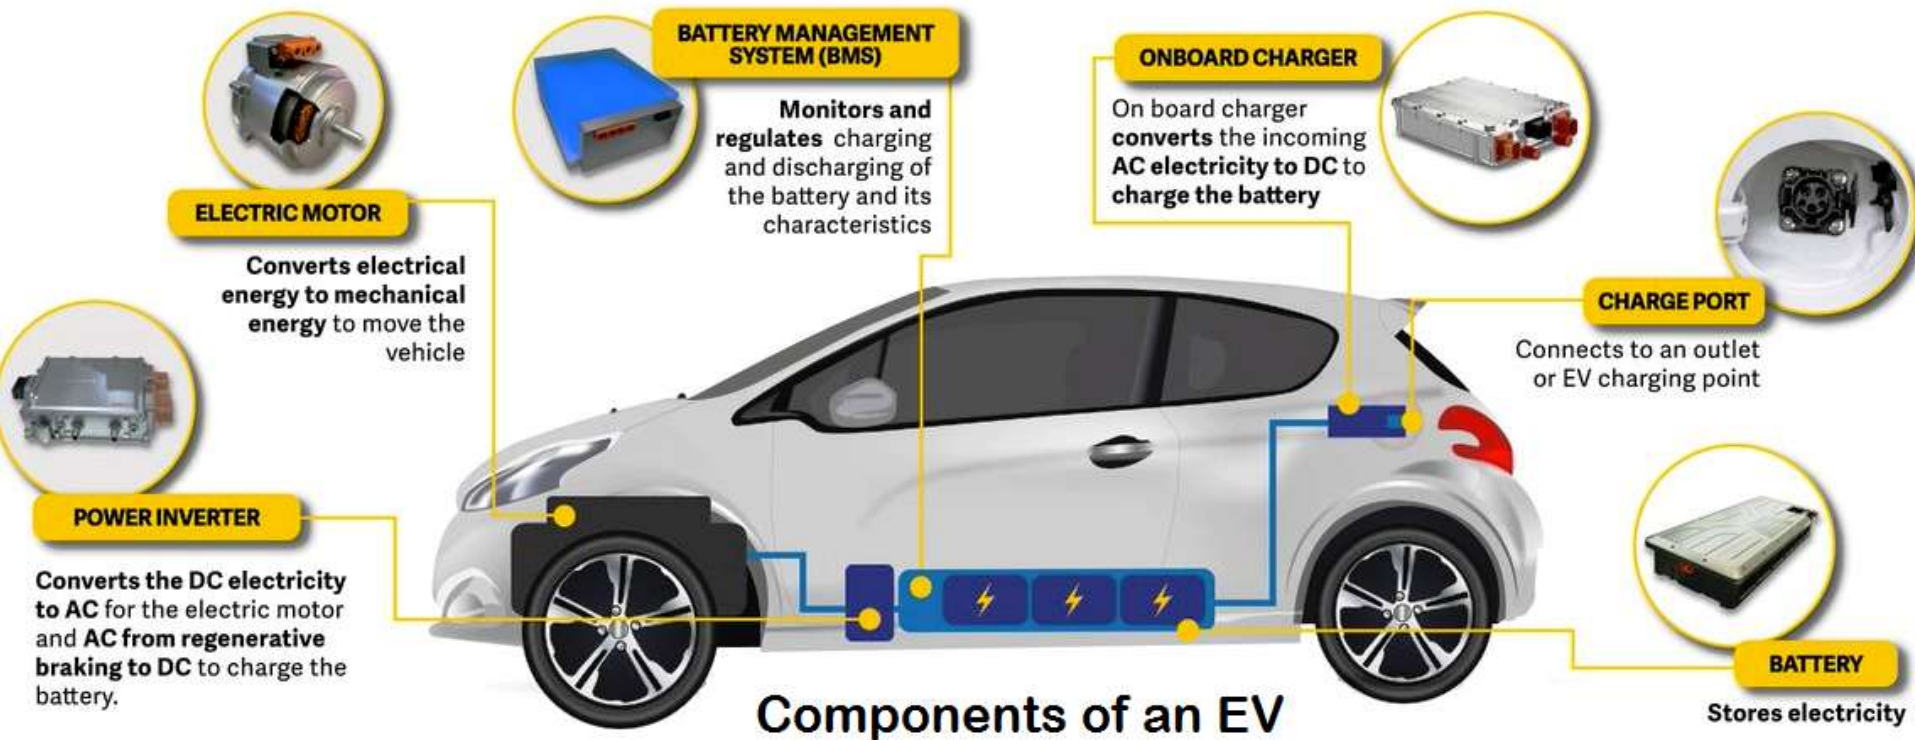 BATTERY MANAGEMENT
SYSTEM (BMS)
Monitors and
regulates charging
and discharging of
the battery and its
characteristics
ONBOARD CHARGER
On board charger
converts the incoming
AC electricity to DC to
charge the battery
ELECTRIC MOTOR
Converts electrical
energy to mechanical
energy to move the
vehicle
CHARGE PORT
Connects to an outlet
or EV charging point
POWER INVERTER
Converts the DC electricity
to AC for the electric motor
and AC from regenerative
braking to DC to charge the
battery.
BATTERY
Stores electricity
Components of an EV